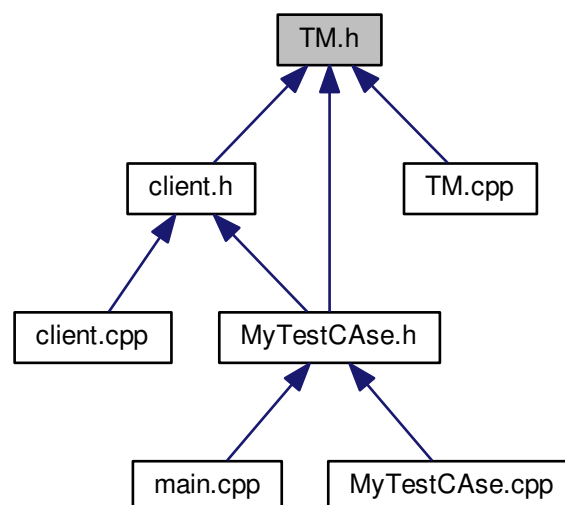 TM.h
client.h
TM.cpp
client.cpp
MyTestCAse.h
main.cpp
MyTestCAse.cpp